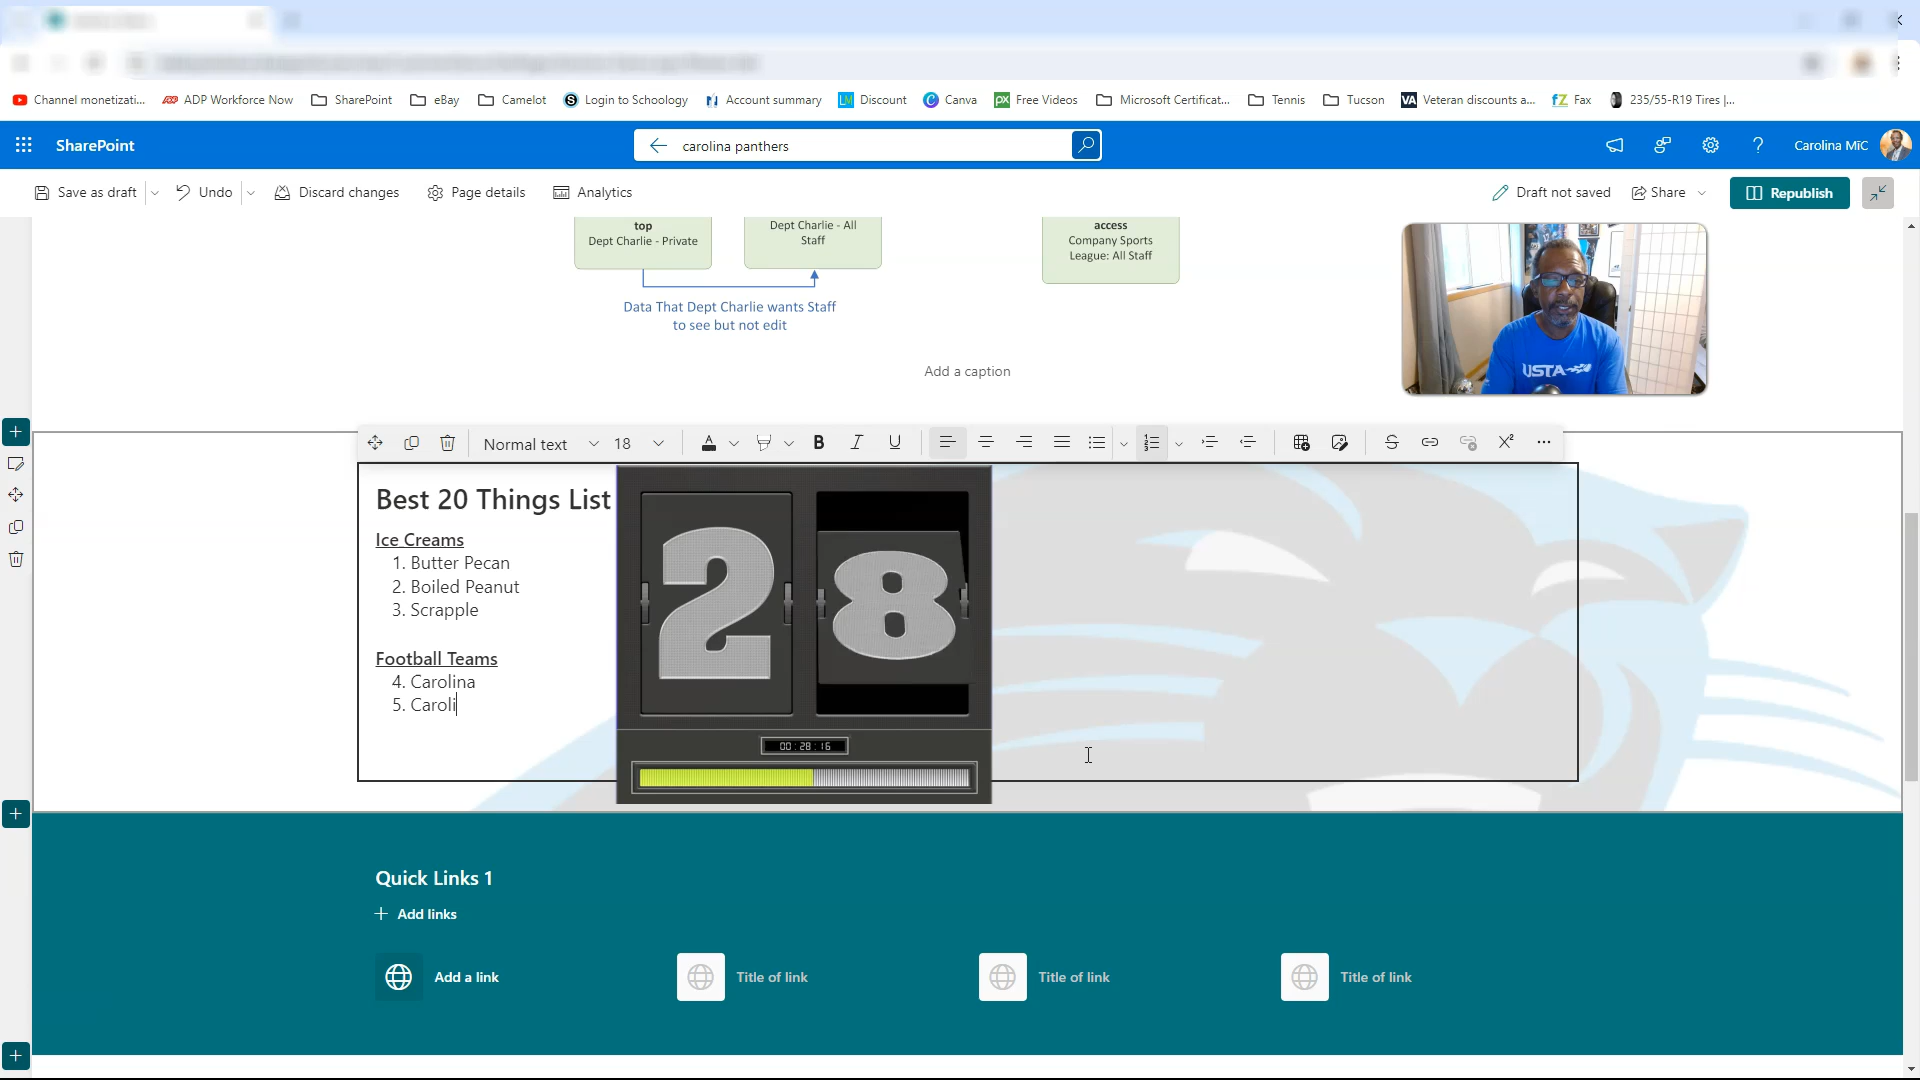 Channel monetizati...
ADP Workforce Now
SharePoint
eBay
Camelot
Login to Schoology
Account summary
LM Discount
Canva
PX Free Videos
Microsoft Certificat...
Tennis
Tucson
VA Veteran discounts a...
fZ Fax
235/55-R19 Tires |...
SharePoint
carolina panthers
Carolina MiC
Save as draft
Undo
Discard changes
Page details
Analytics
Draft not saved
Share
Republish
top
Dept Charlie - Private
Dept Charlie - All
Staff
access
Company Sports
League: All Staff
Data That Dept Charlie wants Staff
to see but not edit
USTA
Add a caption
Normal text
18
Best 20 Things List
Ice Creams
1. Butter Pecan
2. Boiled Peanut
3. Scrapple
Football Teams
4. Carolina
5. Caroli
28
00:28:16
Quick Links 1
Add links
Add a link
Title of link
Title of link
Title of link